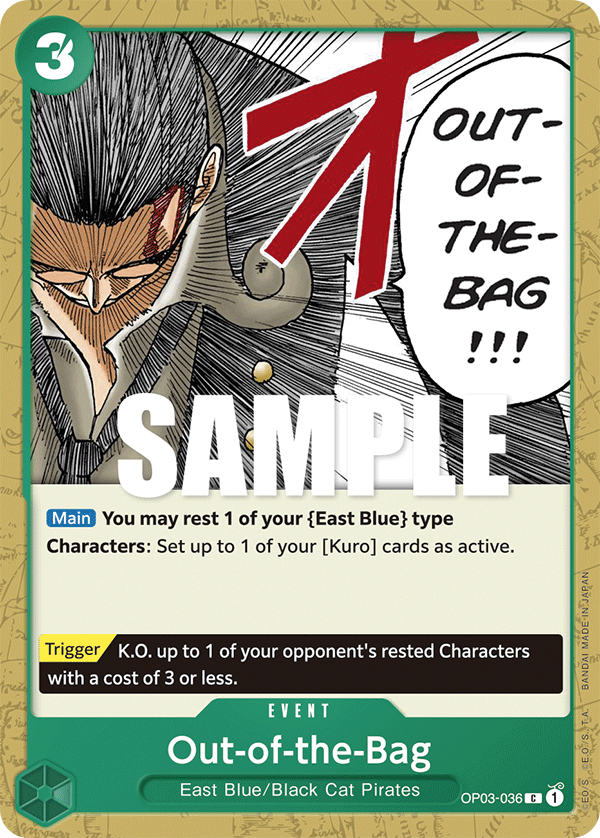 3
OUT-
OF-
THE-
BAG
!!!
SAMPLE
Main You may rest 1 of your {East Blue} type
Characters: Set up to 1 of your [Kuro] cards as active.
Trigger K.O. up to 1 of your opponent's rested Characters
with a cost of 3 or less.
EVENT
Out-of-the-Bag
East Blue/Black Cat Pirates
OP03-036 C 1
©E.O./S. ©E.O./S.,T.A. BANDAI MADE IN JAPAN